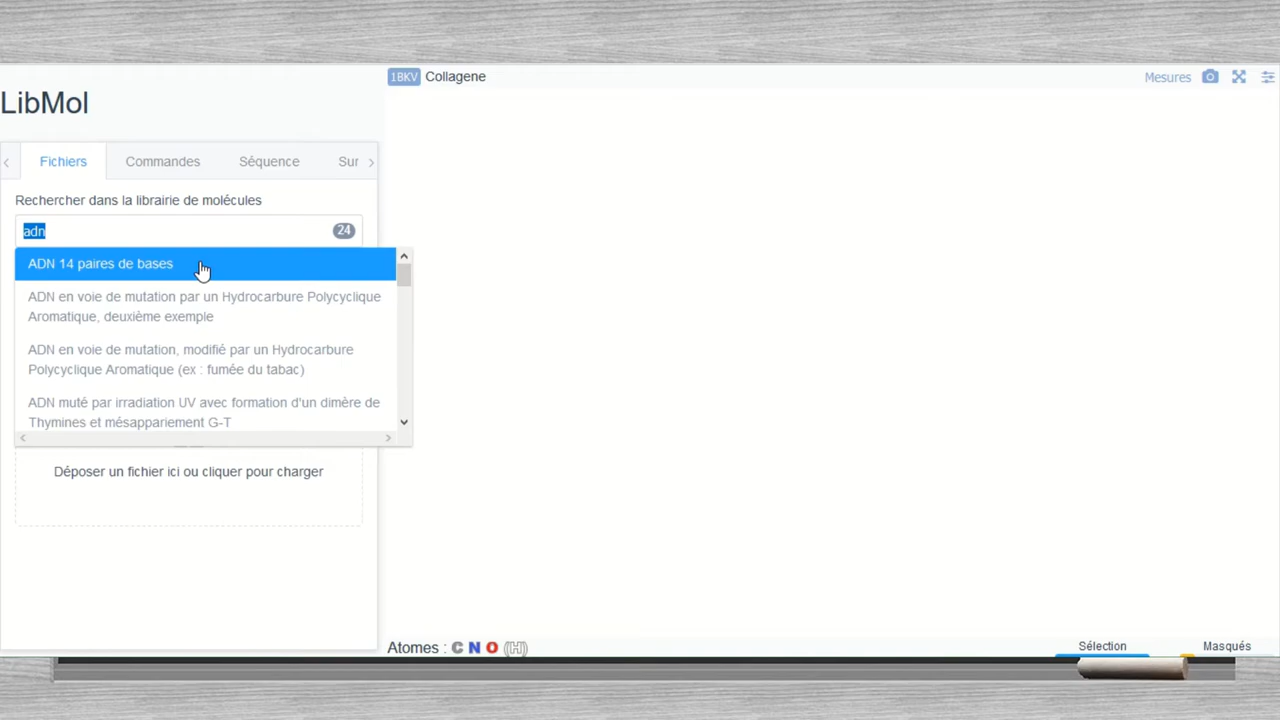 1BKV Collagene
Mesures
LibMol
Fichiers Commandes Séquence Sur
Rechercher dans la librairie de molécules
adn 24
ADN 14 paires de bases
ADN en voie de mutation par un Hydrocarbure Polycyclique
Aromatique, deuxième exemple
ADN en voie de mutation, modifié par un Hydrocarbure
Polycyclique Aromatique (ex : fumée du tabac)
ADN muté par irradiation UV avec formation d'un dimère de
Thymines et mésappariement G-T
Déposer un fichier ici ou cliquer pour charger
Atomes : C N O (H)
Sélection Masqués